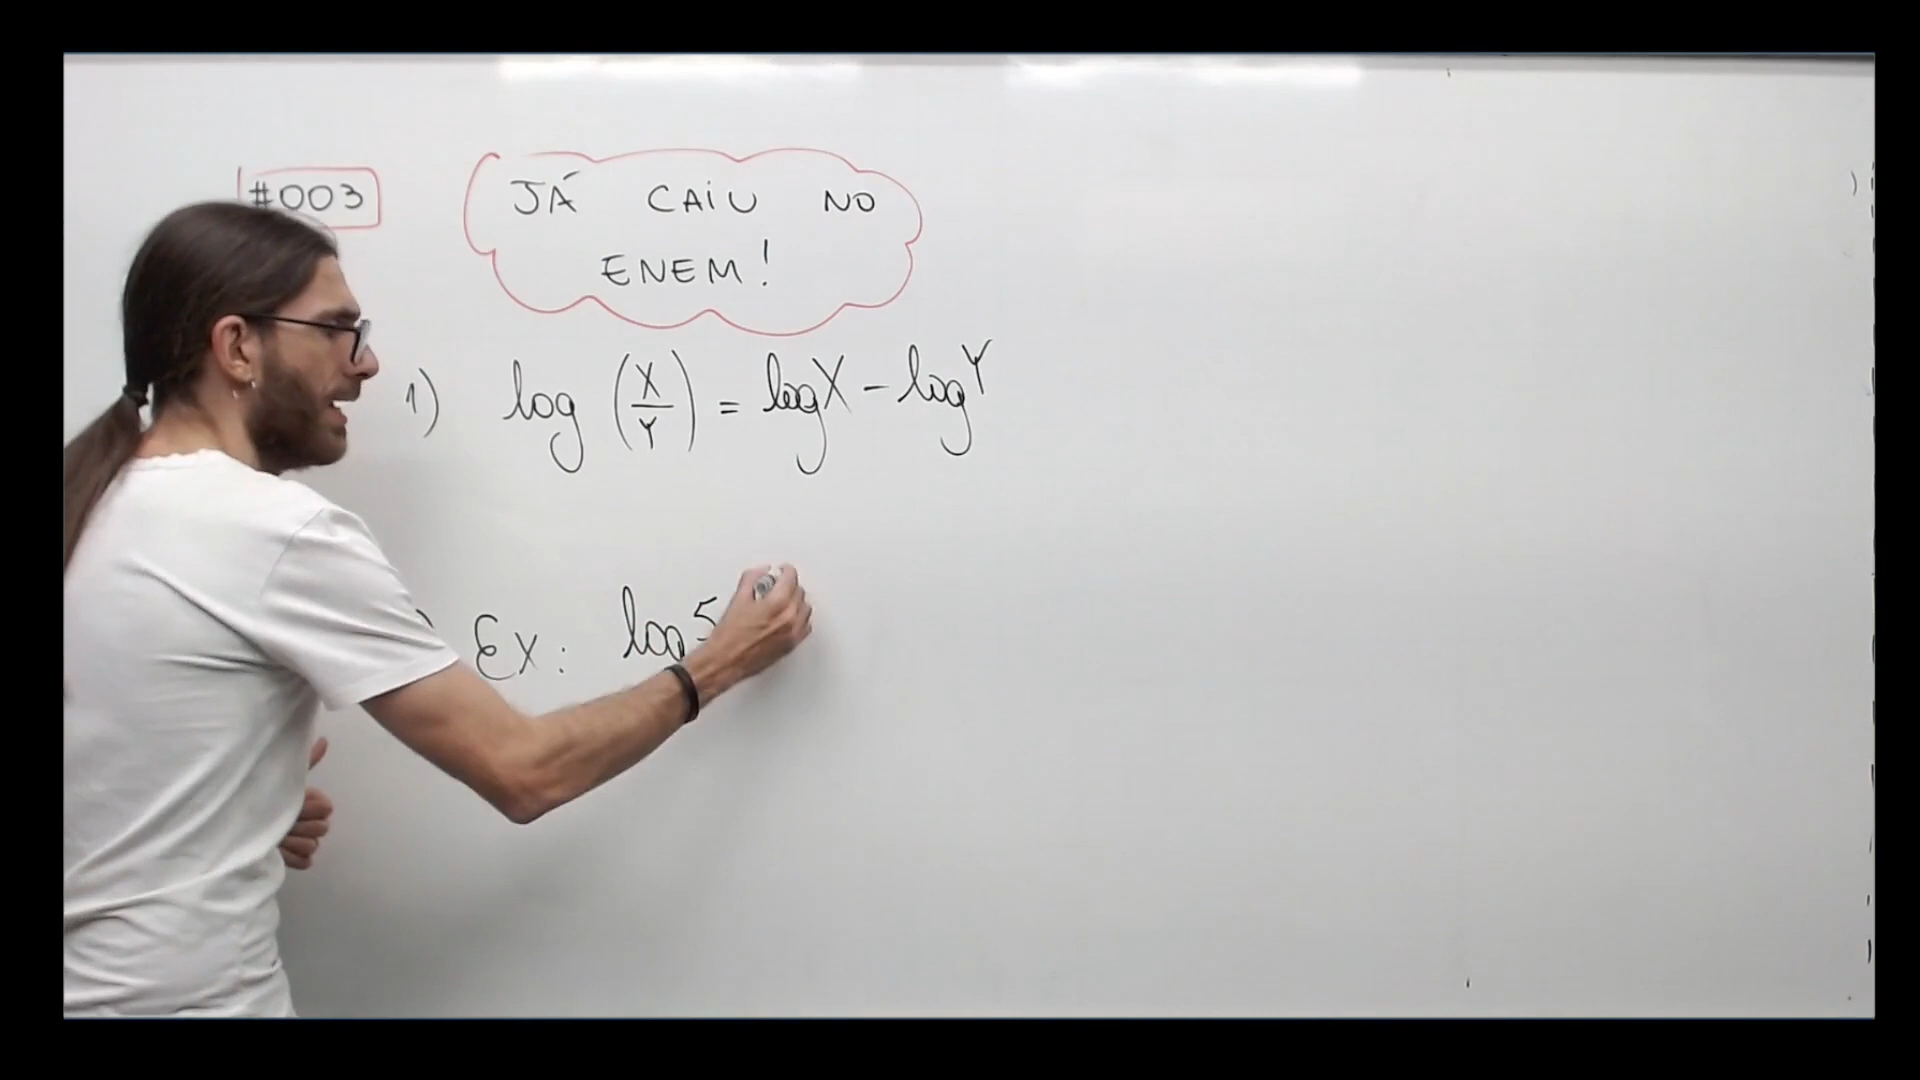 #003
JÁ CAiU NO
ENEM!
1) log (X/Y) = logX - logY
) Ex: log5